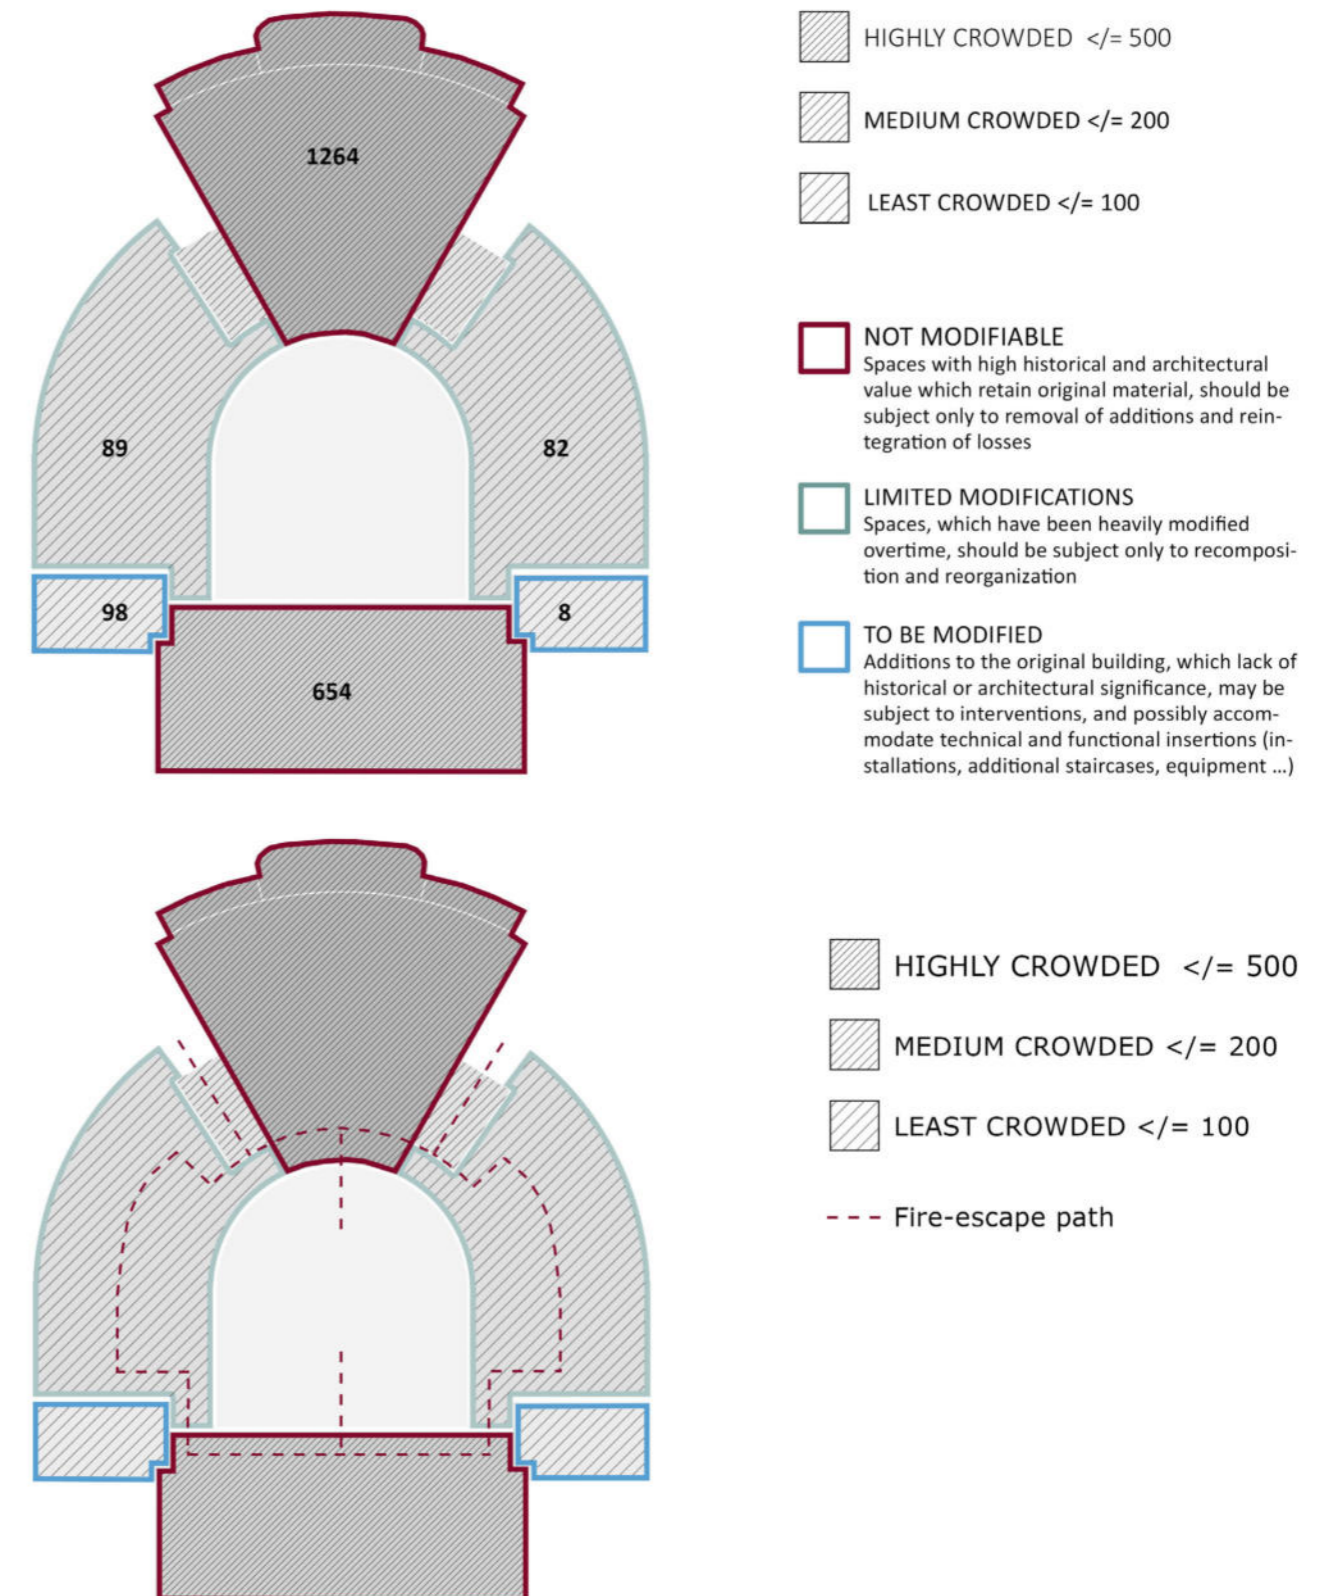 1264
89
82
98
8
654
HIGHLY CROWDED </= 500
MEDIUM CROWDED </= 200
LEAST CROWDED </= 100
NOT MODIFIABLE
Spaces with high historical and architectural
value which retain original material, should be
subject only to removal of additions and rein-
tegration of losses
LIMITED MODIFICATIONS
Spaces, which have been heavily modified
overtime, should be subject only to recomposi-
tion and reorganization
TO BE MODIFIED
Additions to the original building, which lack of
historical or architectural significance, may be
subject to interventions, and possibly accom-
modate technical and functional insertions (in-
stallations, additional staircases, equipment ...)
HIGHLY CROWDED </= 500
MEDIUM CROWDED </= 200
LEAST CROWDED </= 100
Fire-escape path